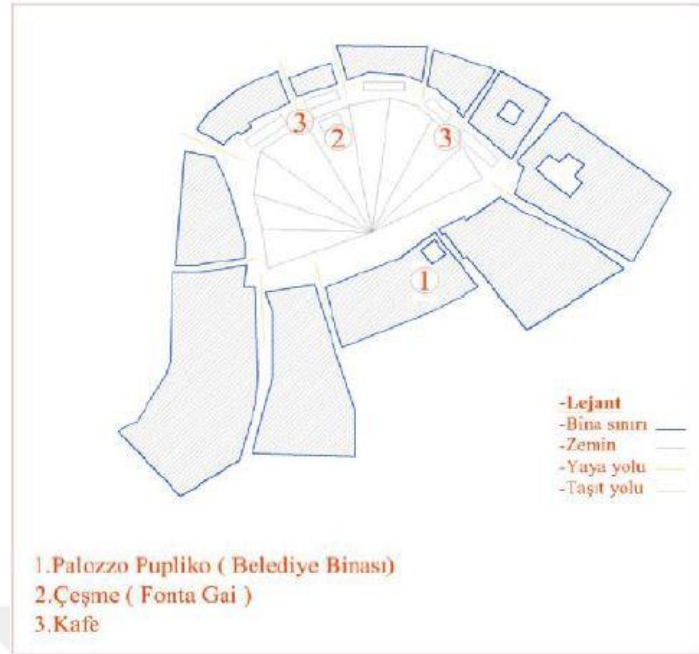 3
2
3
1
-Lejant
-Bina sınırı
-Zemin
-Yaya yolu
-Taşıt yolu
1.Palozzo Pupliko ( Belediye Binası)
2.Çeşme ( Fonta Gai )
3.Kafe